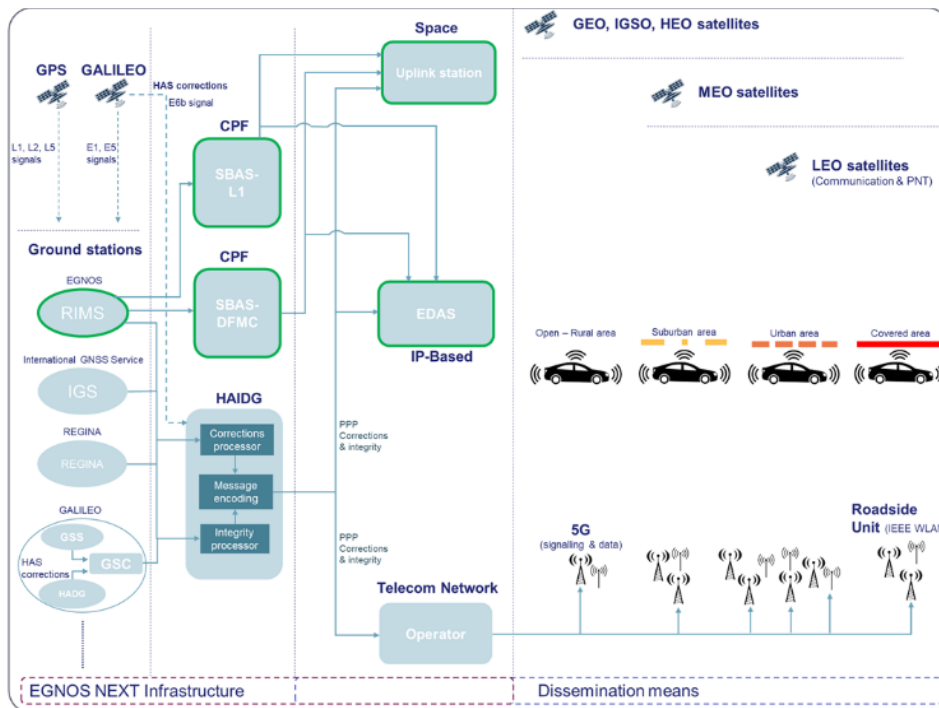 GPS
GALILEO
HAS corrections
E6b signal
L1, L2, L5
signals
E1, E5
signals
Ground stations
EGNOS
RIMS
International GNSS Service
IGS
REGINA
REGINA
GALILEO
GSS
HAS
corrections
GSC
HADG
CPF
SBAS-
L1
CPF
SBAS-
DFMC
HAIDG
Corrections
processor
Message
encoding
Integrity
processor
Space
Uplink station
EDAS
IP-Based
PPP
Corrections
& integrity
PPP
Corrections
& integrity
Telecom Network
Operator
GEO, IGSO, HEO satellites
MEO satellites
LEO satellites
(Communication & PNT)
Open – Rural area
Suburban area
Urban area
Covered area
5G
(signalling & data)
Roadside
Unit (IEEE WLAN
EGNOS NEXT Infrastructure
Dissemination means